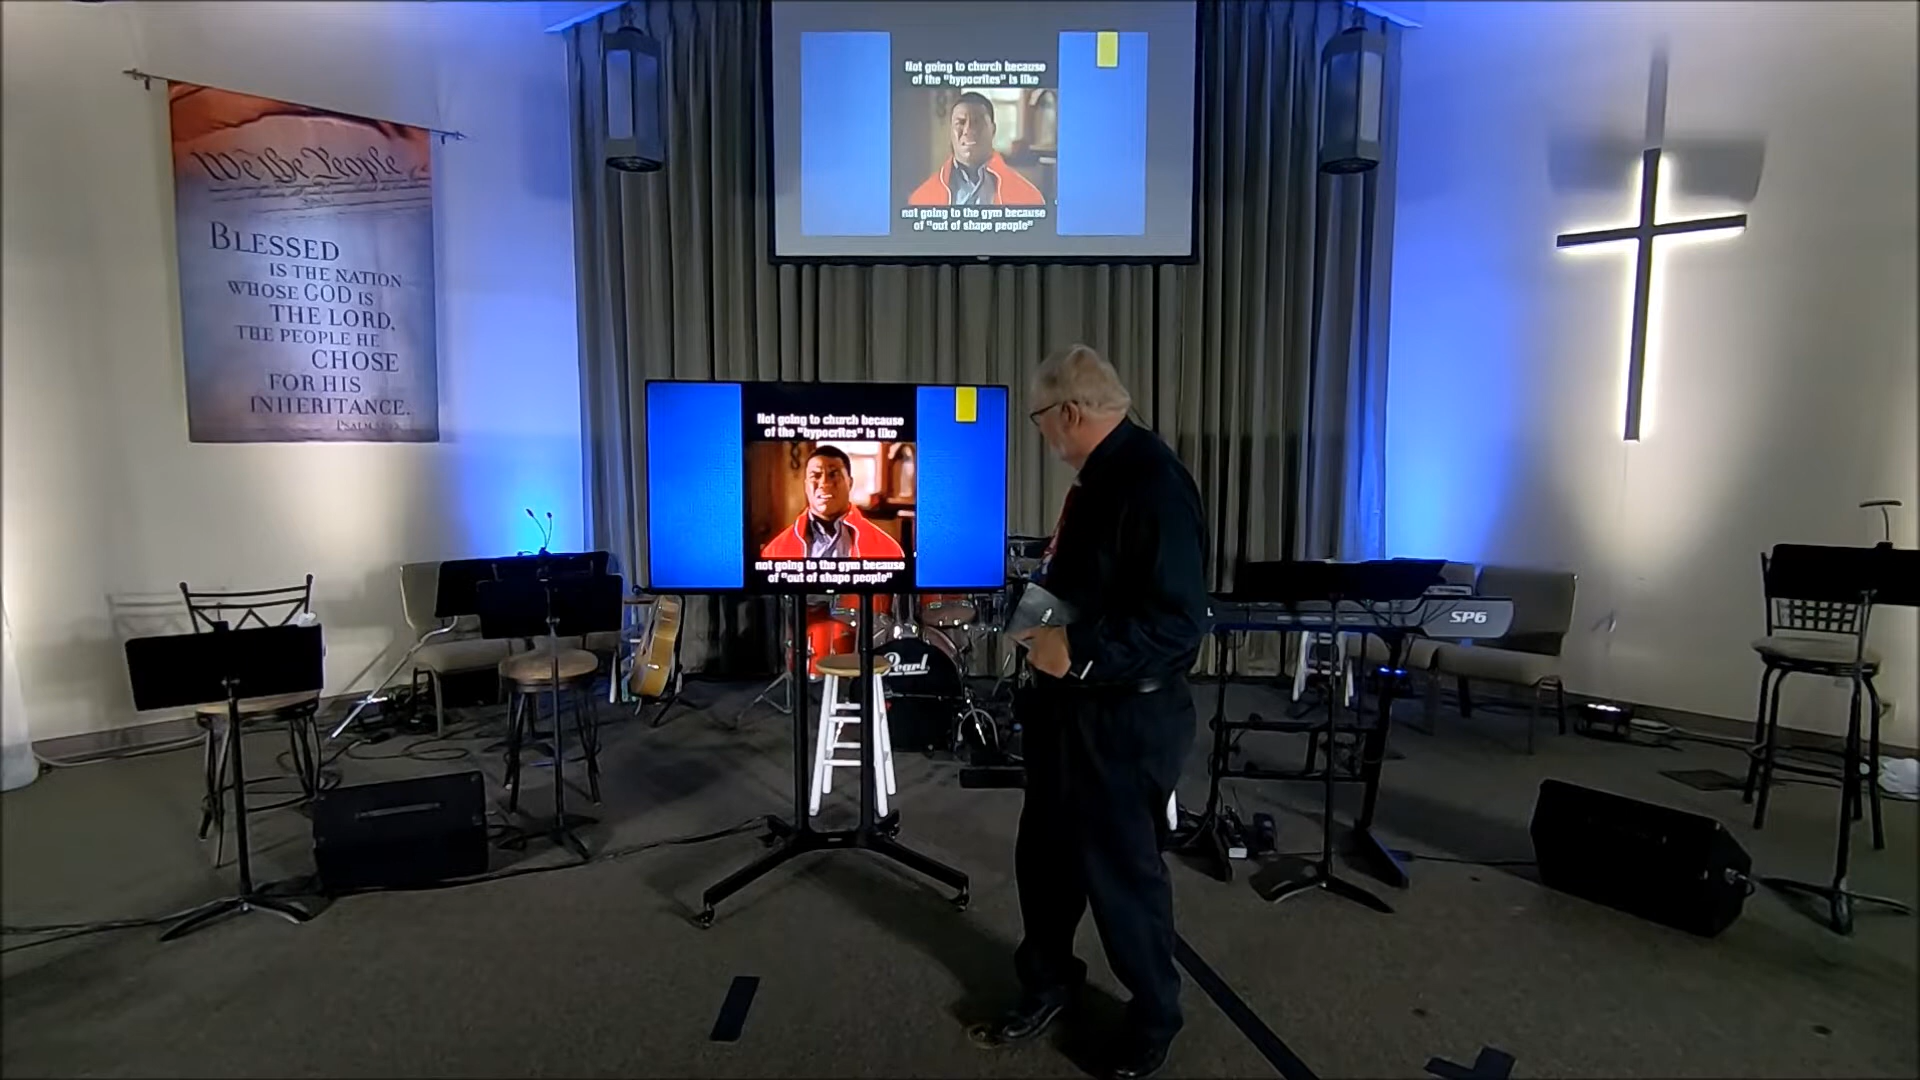 We the People
BLESSED
IS THE NATION
WHOSE GOD IS
THE LORD,
THE PEOPLE HE
CHOSE
FOR HIS
INHERITANCE.
PSALM
Not going to church because
of the "hypocrites" is like
not going to the gym because
of "out of shape people"
Not going to church because
of the "hypocrites" is like
not going to the gym because
of "out of shape people"
Pearl
SP6